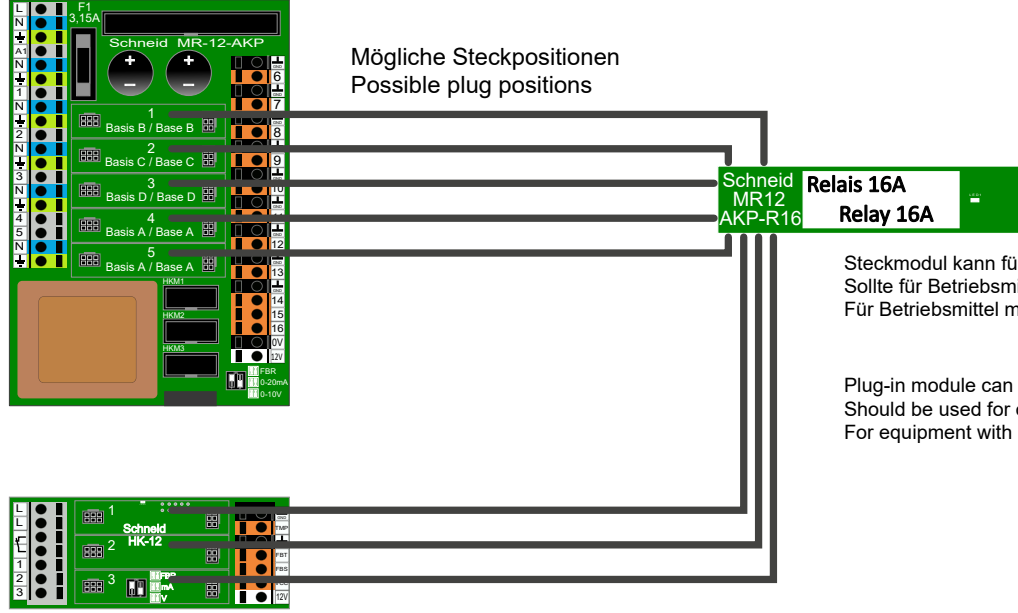 L
N
A1
N
1
N
2
N
3
N
4
5
N
F1
3,15A
Schneid MR-12-AKP
1
Basis B / Base B
2
Basis C / Base C
3
Basis D / Base D
4
Basis A / Base A
5
Basis A / Base A
HKM1
HKM2
HKM3
6
7
8
9
10
12
13
14
15
16
0V
12V
FBR
0-20mA
0-10V
Mögliche Steckpositionen
Possible plug positions
Schneid
MR12
AKP-R16
Relais 16A
Relay 16A
LED1
Steckmodul kann fü
Sollte für Betriebsmi
Für Betriebsmittel m
Plug-in module can
Should be used for
For equipment with
L
L
1
2
3
1
Schneid
HK-12
2
3
FBR
mA
V
TMP
FBT
FBS
12V